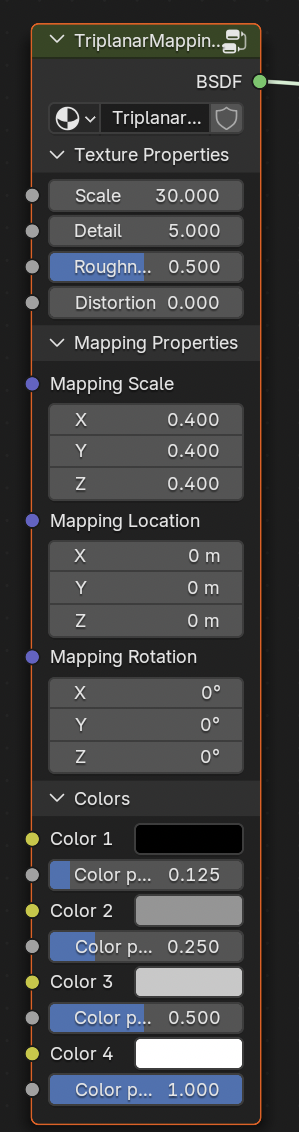 TriplanarMappin...
BSDF
Triplanar...
Texture Properties
Scale 30.000
Detail 5.000
Roughn... 0.500
Distortion 0.000
Mapping Properties
Mapping Scale
X 0.400
Y 0.400
Z 0.400
Mapping Location
X 0 m
Y 0 m
Z 0 m
Mapping Rotation
X 0°
Y 0°
Z 0°
Colors
Color 1
Color p... 0.125
Color 2
Color p... 0.250
Color 3
Color p... 0.500
Color 4
Color p... 1.000